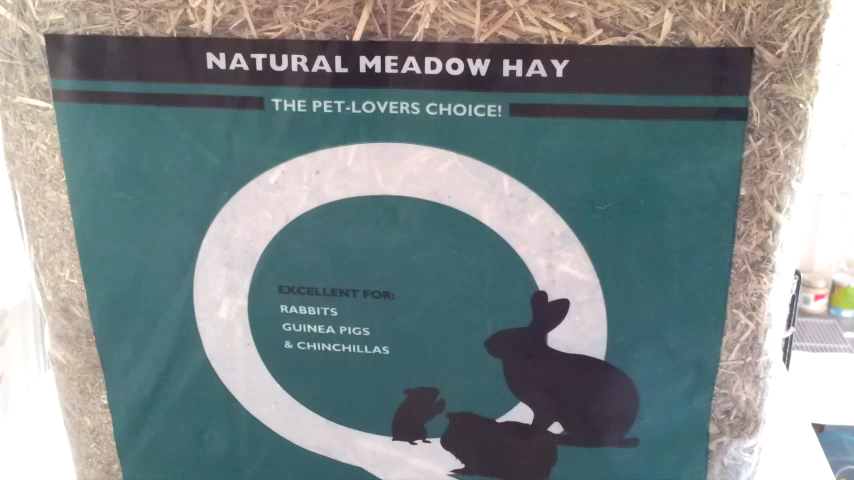 NATURAL MEADOW HAY
THE PET-LOVERS CHOICE!
EXCELLENT FOR:
RABBITS
GUINEA PIGS
& CHINCHILLAS